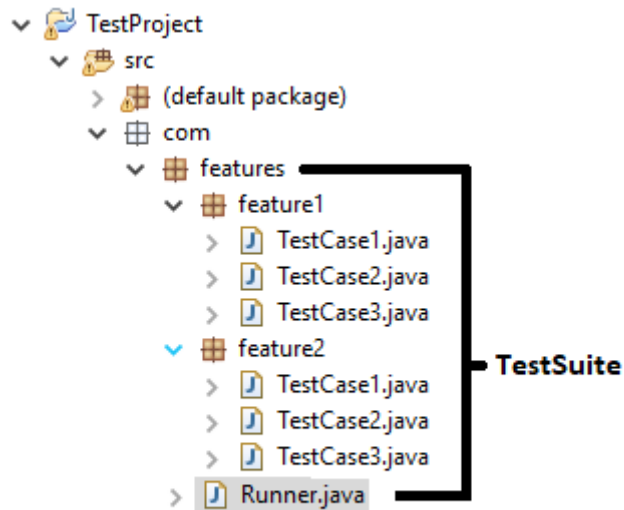 TestProject
src
(default package)
com
features
feature1
TestCase1.java
TestCase2.java
TestCase3.java
feature2
TestSuite
TestCase1.java
TestCase2.java
TestCase3.java
Runner.java